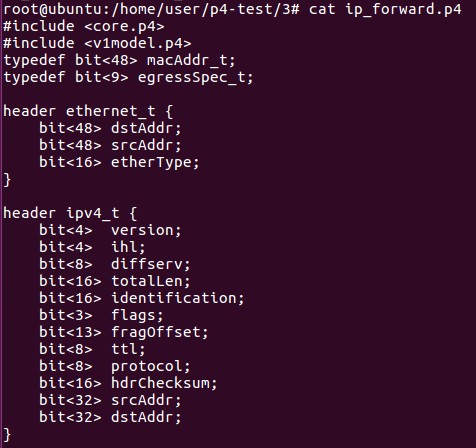 root@ubuntu:/home/user/p4-test/3# cat ip_forward.p4
#include <core.p4>
#include <v1model.p4>
typedef bit<48> macAddr_t;
typedef bit<9> egressSpec_t;

header ethernet_t {
    bit<48> dstAddr;
    bit<48> srcAddr;
    bit<16> etherType;
}

header ipv4_t {
    bit<4>  version;
    bit<4>  ihl;
    bit<8>  diffserv;
    bit<16> totalLen;
    bit<16> identification;
    bit<3>  flags;
    bit<13> fragOffset;
    bit<8>  ttl;
    bit<8>  protocol;
    bit<16> hdrChecksum;
    bit<32> srcAddr;
    bit<32> dstAddr;
}